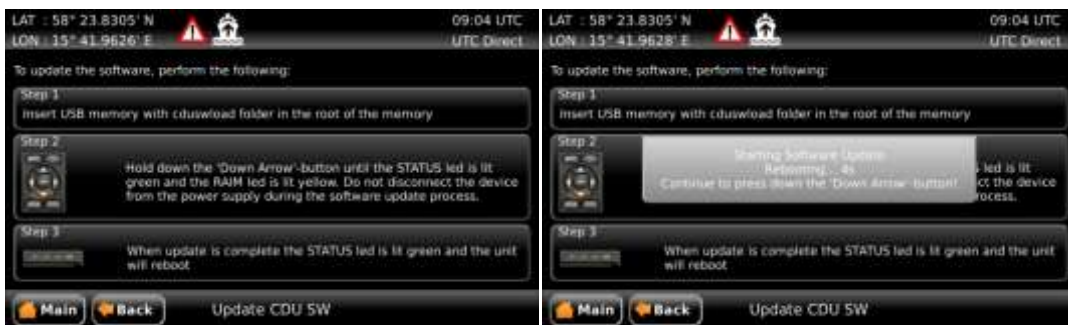 LAT : 58° 23.8305' N
09:04 UTC
LON : 15° 41.9626' E
UTC Direct
To update the software, perform the following:
Step 1
Insert USB memory with cduswload folder in the root of the memory
Step 2
Hold down the 'Down Arrow'-button until the STATUS led is lit
green and the RAIM led is lit yellow. Do not disconnect the device
from the power supply during the software update process.
Step 3
When update is complete the STATUS led is lit green and the unit
will reboot
Main
Back
Update CDU SW
LAT : 58° 23.8305' N
09:04 UTC
LON : 15° 41.9628' E
UTC Direct
To update the software, perform the following:
Step 1
Insert USB memory with cduswload folder in the root of the memory
Step 2
Starting Software Update
Rebooting... 4s
Continue to press down the 'Down Arrow'-button!
led is lit
ct the device
rocess.
Step 3
When update is complete the STATUS led is lit green and the unit
will reboot
Main
Back
Update CDU SW